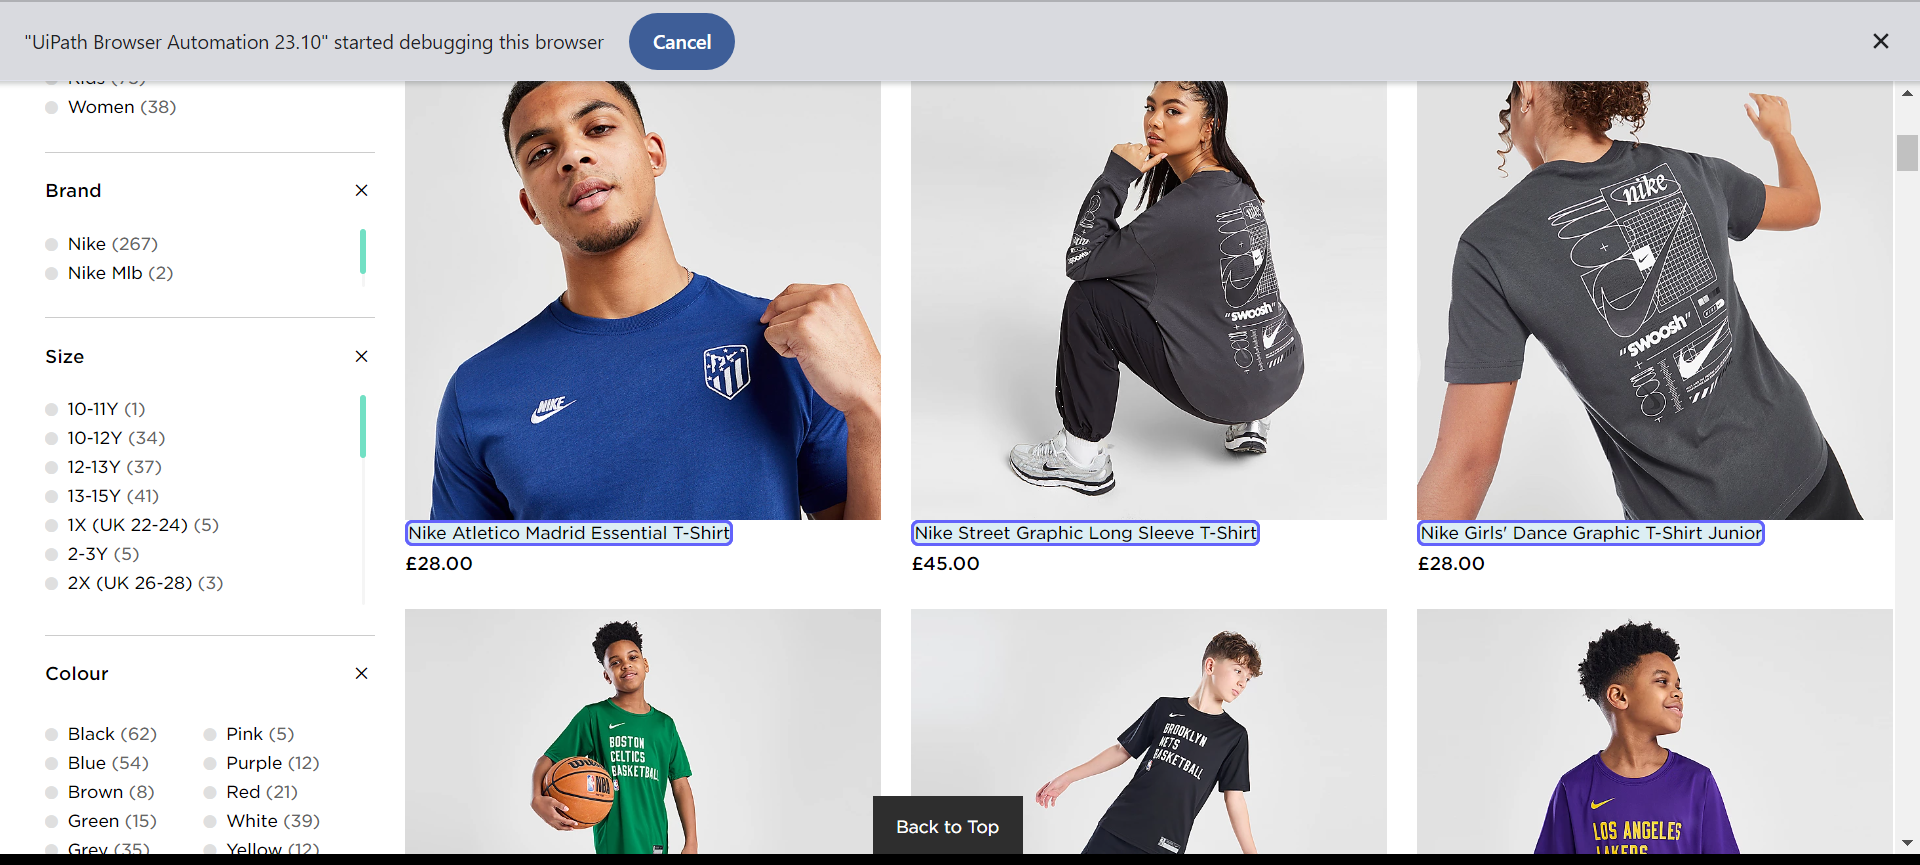 "UiPath Browser Automation 23.10" started debugging this browser
Cancel
Kids (73)
Women (38)
Brand
Nike (267)
Nike Mlb (2)
Size
10-11Y (1)
10-12Y (34)
12-13Y (37)
13-15Y (41)
1X (UK 22-24) (5)
2-3Y (5)
2X (UK 26-28) (3)
Colour
Black (62)
Pink (5)
Blue (54)
Purple (12)
Brown (8)
Red (21)
Green (15)
White (39)
Grey (35)
Yellow (12)
NIKE
nike
"swoosh"
nike
"swoosh"
Nike Atletico Madrid Essential T-Shirt
£28.00
Nike Street Graphic Long Sleeve T-Shirt
£45.00
Nike Girls' Dance Graphic T-Shirt Junior
£28.00
BOSTON
CELTICS
BASKETBALL
Wilson
NBA
BROOKLYN
NETS
BASKETBALL
LOS ANGELES
LAKERS
Back to Top